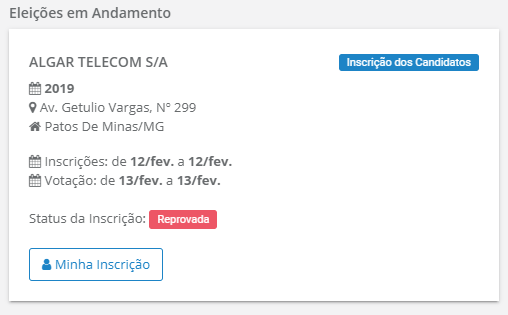 Eleições em Andamento
ALGAR TELECOM S/A
Inscrição dos Candidatos
2019
Av. Getulio Vargas, Nº 299
Patos De Minas/MG
Inscrições: de 12/fev. a 12/fev.
Votação: de 13/fev. a 13/fev.
Status da Inscrição: Reprovada
Minha Inscrição